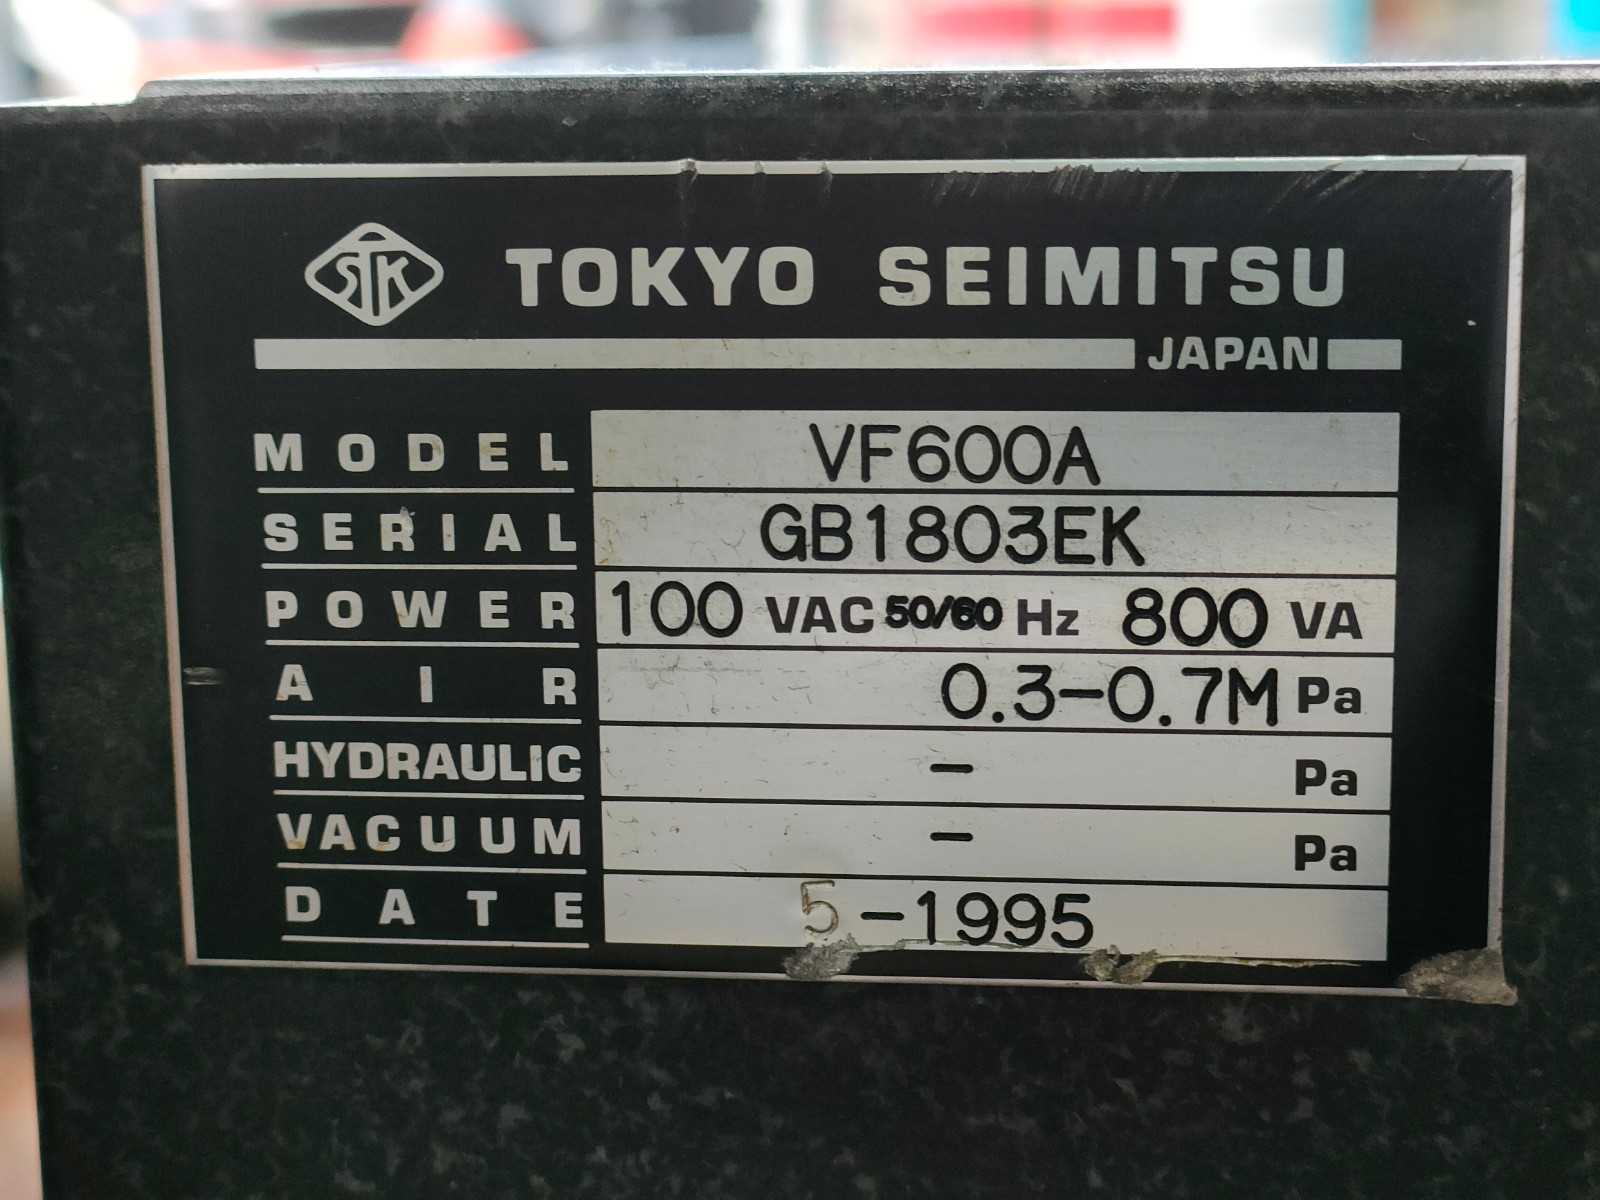 STK TOKYO SEIMITSU
JAPAN
MODEL VF600A
SERIAL GB1803EK
POWER 100 VAC 50/60 Hz 800 VA
AIR 0.3-0.7M Pa
HYDRAULIC - Pa
VACUUM - Pa
DATE 5-1995